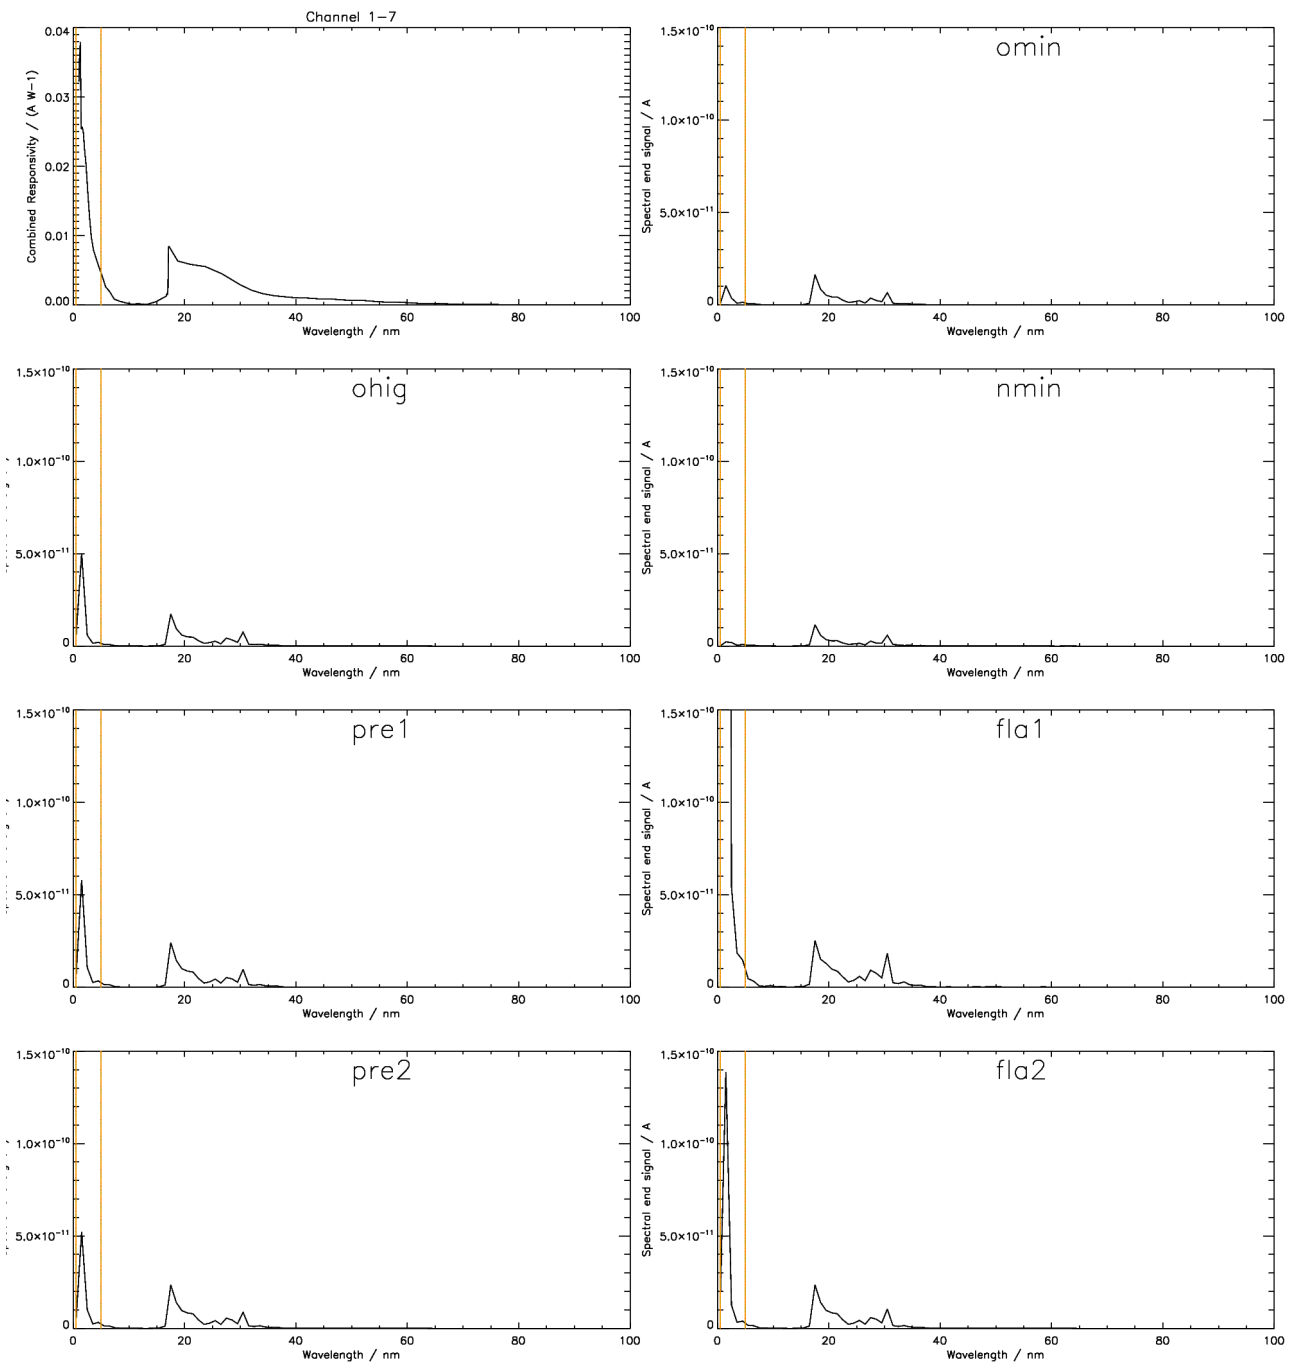 Channel 1-7
Combined Responsivity / (A W-1)
0.04
0.03
0.02
0.01
0.00
0 20 40 60 80 100
Wavelength / nm
omin
Spectral end signal / A
1.5×10⁻¹⁰
1.0×10⁻¹⁰
5.0×10⁻¹¹
0
0 20 40 60 80 100
Wavelength / nm
ohig
1.5×10⁻¹⁰
1.0×10⁻¹⁰
5.0×10⁻¹¹
0
0 20 40 60 80 100
Wavelength / nm
nmin
Spectral end signal / A
1.5×10⁻¹⁰
1.0×10⁻¹⁰
5.0×10⁻¹¹
0
0 20 40 60 80 100
Wavelength / nm
pre1
1.5×10⁻¹⁰
1.0×10⁻¹⁰
5.0×10⁻¹¹
0
0 20 40 60 80 100
Wavelength / nm
fla1
Spectral end signal / A
1.5×10⁻¹⁰
1.0×10⁻¹⁰
5.0×10⁻¹¹
0
0 20 40 60 80 100
Wavelength / nm
pre2
1.5×10⁻¹⁰
1.0×10⁻¹⁰
5.0×10⁻¹¹
0
0 20 40 60 80 100
Wavelength / nm
fla2
Spectral end signal / A
1.5×10⁻¹⁰
1.0×10⁻¹⁰
5.0×10⁻¹¹
0
0 20 40 60 80 100
Wavelength / nm